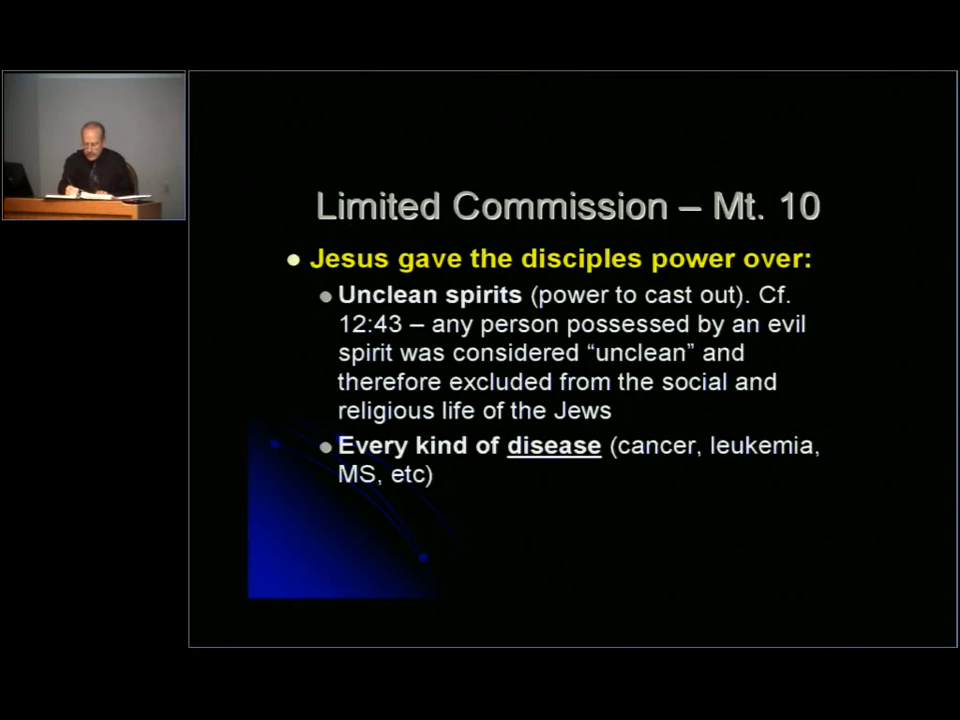 Limited Commission – Mt. 10
Jesus gave the disciples power over:
Unclean spirits (power to cast out). Cf.
12:43 – any person possessed by an evil
spirit was considered “unclean” and
therefore excluded from the social and
religious life of the Jews
Every kind of disease (cancer, leukemia,
MS, etc)